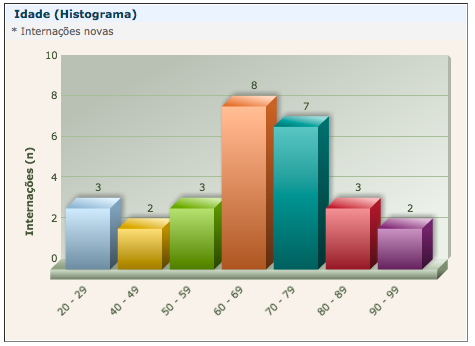 Idade (Histograma)
* Internações novas
Internações (n)
10
8
6
4
2
0
3
2
3
8
7
3
2
20 - 29
40 - 49
50 - 59
60 - 69
70 - 79
80 - 89
90 - 99